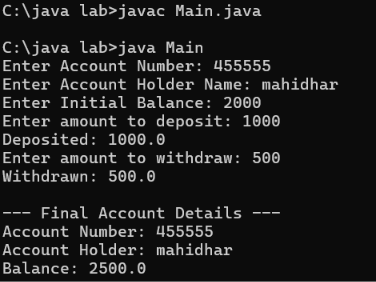 C:\java lab>javac Main.java
C:\java lab>java Main
Enter Account Number: 455555
Enter Account Holder Name: mahidhar
Enter Initial Balance: 2000
Enter amount to deposit: 1000
Deposited: 1000.0
Enter amount to withdraw: 500
Withdrawn: 500.0
--- Final Account Details ---
Account Number: 455555
Account Holder: mahidhar
Balance: 2500.0